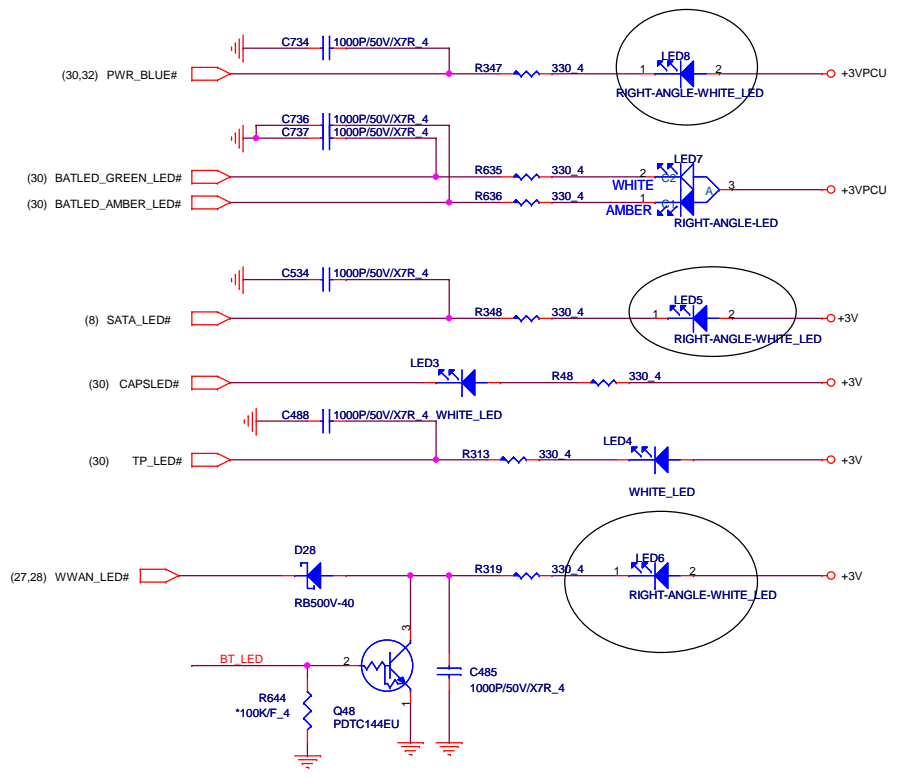 C734 1000P/50V/X7R_4
LED8
(30,32) PWR_BLUE# R347 330_4 1 2 +3VPCU
RIGHT-ANGLE-WHITE_LED
C736 1000P/50V/X7R_4
C737 1000P/50V/X7R_4
LED7
(30) BATLED_GREEN_LED# R635 330_4 2 C2
WHITE A 3 +3VPCU
(30) BATLED_AMBER_LED# R636 330_4 1 C1
AMBER
RIGHT-ANGLE-LED
C534 1000P/50V/X7R_4
LED5
(8) SATA_LED# R348 330_4 1 2 +3V
RIGHT-ANGLE-WHITE_LED
LED3
(30) CAPSLED# R48 330_4 +3V
C488 1000P/50V/X7R_4 WHITE_LED
LED4
(30) TP_LED# R313 330_4 +3V
WHITE_LED
D28
LED6
(27,28) WWAN_LED# R319 330_4 1 2 +3V
RB500V-40
RIGHT-ANGLE-WHITE_LED
3
BT_LED 2
C485
1000P/50V/X7R_4
R644
*100K/F_4
1
Q48
PDTC144EU